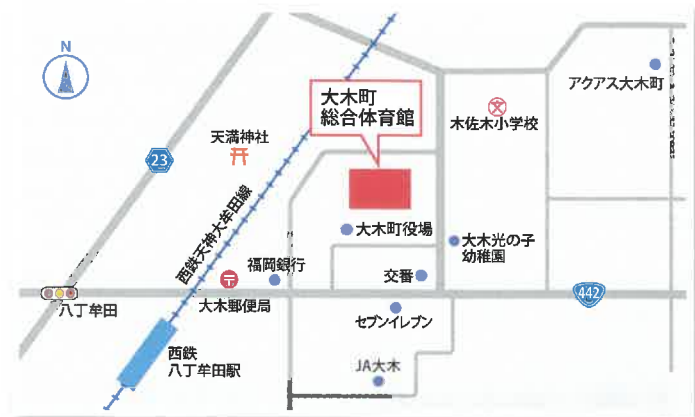 N
アクアス大木町
大木町
総合体育館
木佐木小学校
天満神社
23
西鉄天神大牟田線
大木町役場
大木光の子
幼稚園
福岡銀行
交番
442
八丁牟田
大木郵便局
セブンイレブン
西鉄
八丁牟田駅
JA大木